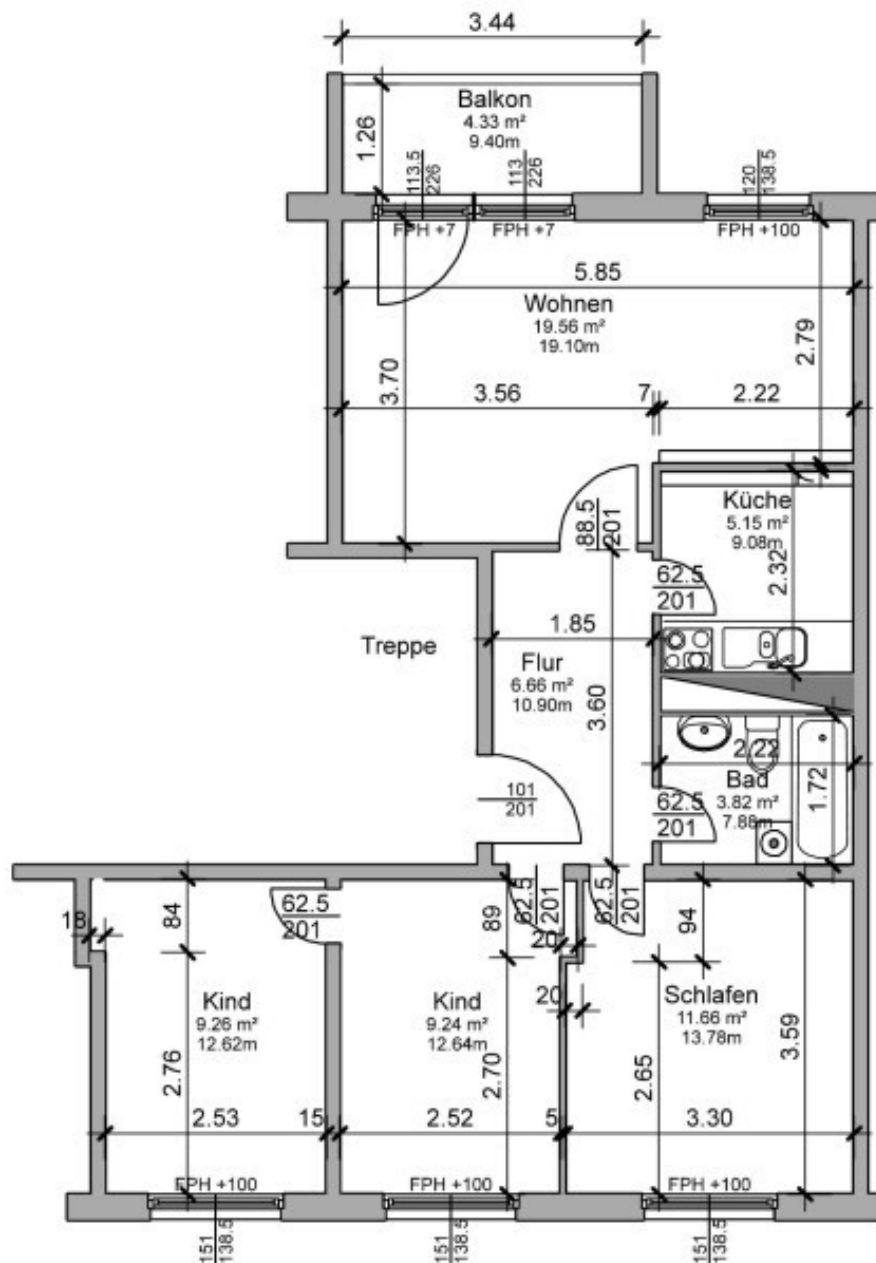 3.44
Balkon
4.33 m²
9.40m
1.26
113.5
226
113
226
120
138.5
FPH +7
FPH +7
FPH +100
5.85
Wohnen
19.56 m²
19.10m
2.79
3.70
3.56
7
2.22
Küche
5.15 m²
9.08m
2.32
88.5
201
62.5
201
Treppe
1.85
Flur
6.66 m²
10.90m
3.60
2.22
Bad
3.82 m²
7.88m
1.72
101
201
62.5
201
18
84
62.5
201
89
62.5
201
62.5
201
20
94
20
Kind
9.26 m²
12.62m
Kind
9.24 m²
12.64m
Schlafen
11.66 m²
13.78m
3.59
2.76
2.70
2.65
2.53
15
2.52
5
3.30
FPH +100
FPH +100
FPH +100
151
138.5
151
138.5
151
138.5